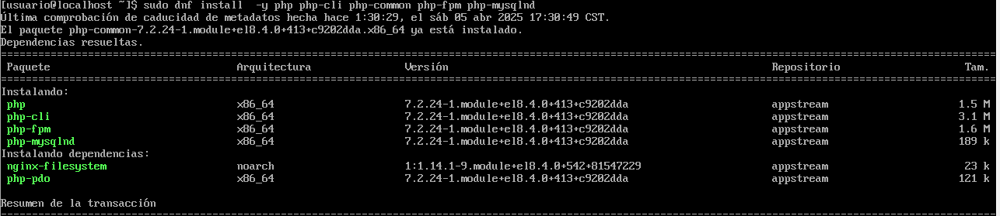 [usuario@localhost ~]$ sudo dnf install  -y php php-cli php-common php-fpm php-mysqlnd
Última comprobación de caducidad de metadatos hecha hace 1:30:29, el sáb 05 abr 2025 17:30:49 CST.
El paquete php-common-7.2.24-1.module+el8.4.0+413+c9202dda.x86_64 ya está instalado.
Dependencias resueltas.
Paquete Arquitectura Versión Repositorio Tam.
Instalando:
php x86_64 7.2.24-1.module+el8.4.0+413+c9202dda appstream 1.5 M
php-cli x86_64 7.2.24-1.module+el8.4.0+413+c9202dda appstream 3.1 M
php-fpm x86_64 7.2.24-1.module+el8.4.0+413+c9202dda appstream 1.6 M
php-mysqlnd x86_64 7.2.24-1.module+el8.4.0+413+c9202dda appstream 189 k
Instalando dependencias:
nginx-filesystem noarch 1:1.14.1-9.module+el8.4.0+542+81547229 appstream 23 k
php-pdo x86_64 7.2.24-1.module+el8.4.0+413+c9202dda appstream 121 k
Resumen de la transacción